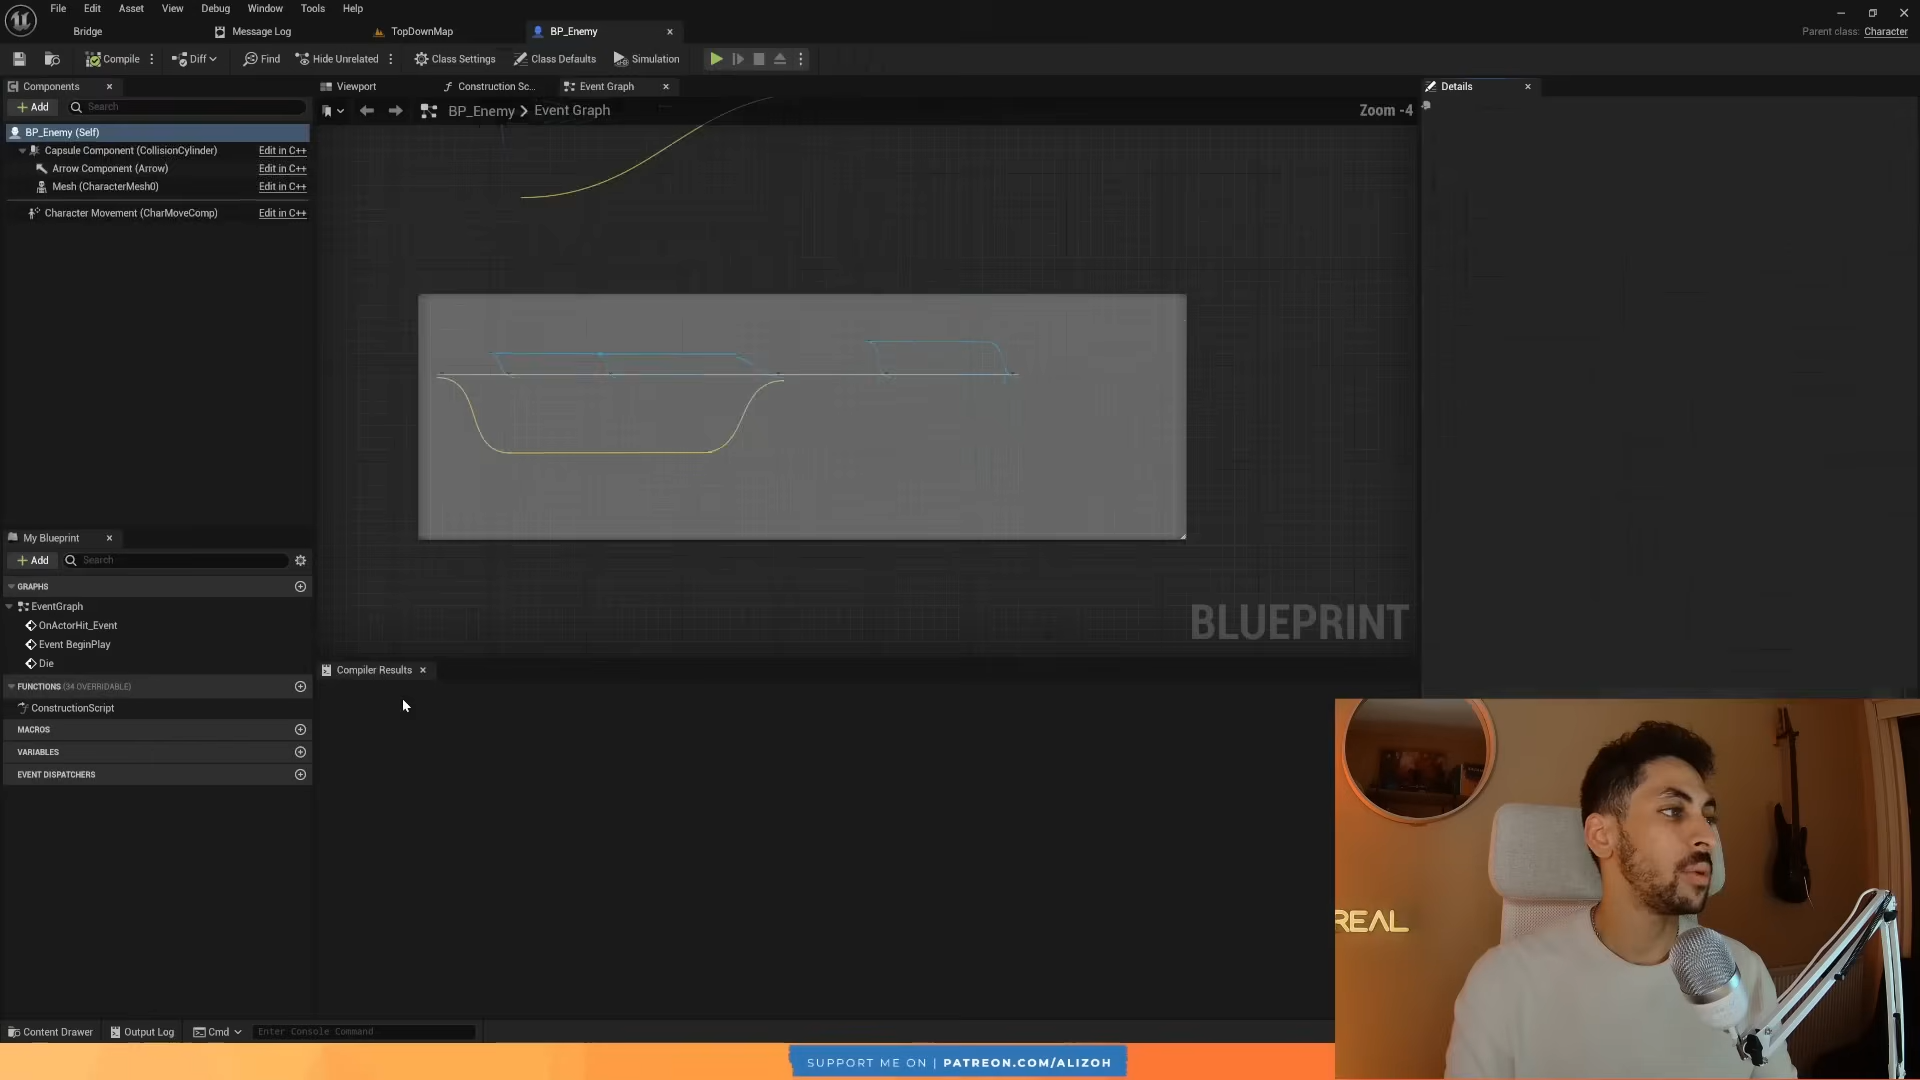 File Edit Asset View Debug Window Tools Help
Parent class: Character
Bridge Message Log TopDownMap BP_Enemy
Compile Diff Find Hide Unrelated Class Settings Class Defaults Simulation
Components
Viewport Construction Sc... Event Graph
Details
+ Add Search
BP_Enemy > Event Graph
Zoom -4
BP_Enemy (Self)
Capsule Component (CollisionCylinder) Edit in C++
Arrow Component (Arrow) Edit in C++
Mesh (CharacterMesh0) Edit in C++
Character Movement (CharMoveComp) Edit in C++
BLUEPRINT
My Blueprint
+ Add Search
GRAPHS
EventGraph
OnActorHit_Event
Event BeginPlay
Die
FUNCTIONS (34 OVERRIDABLE)
ConstructionScript
MACROS
VARIABLES
EVENT DISPATCHERS
Compiler Results
REAL
Content Drawer Output Log Cmd Enter Console Command
SUPPORT ME ON | PATREON.COM/ALIZOH